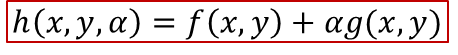 h(x, y, α) = f(x, y) + αg(x, y)